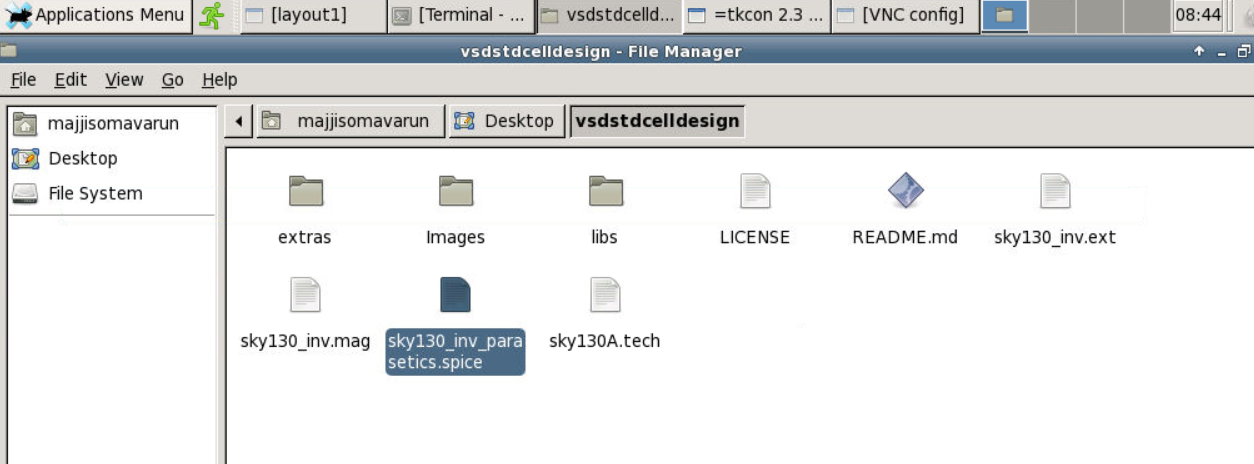 Applications Menu [layout1] [Terminal - ... vsdstdcelld... =tkcon 2.3 ... [VNC config] 08:44
vsdstdcelldesign - File Manager
File Edit View Go Help
majjisomavarun Desktop vsdstdcelldesign
majjisomavarun
Desktop
File System
extras Images libs LICENSE README.md sky130_inv.ext
sky130_inv.mag sky130_inv_para sky130A.tech
setics.spice